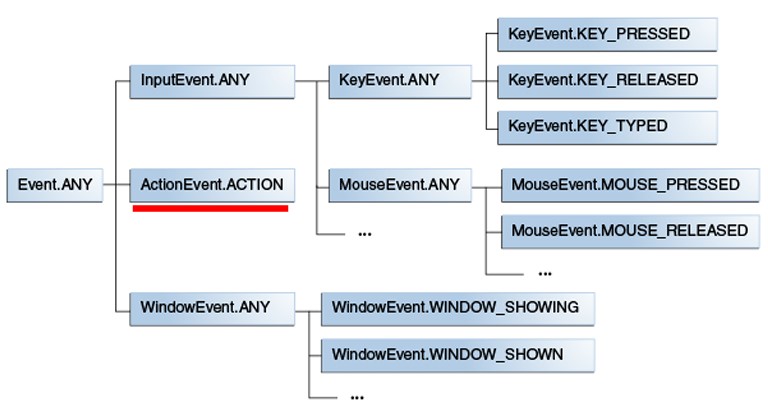 KeyEvent.KEY_PRESSED
InputEvent.ANY
KeyEvent.ANY
KeyEvent.KEY_RELEASED
KeyEvent.KEY_TYPED
Event.ANY
ActionEvent.ACTION
MouseEvent.ANY
MouseEvent.MOUSE_PRESSED
MouseEvent.MOUSE_RELEASED
...
...
WindowEvent.ANY
WindowEvent.WINDOW_SHOWING
WindowEvent.WINDOW_SHOWN
...